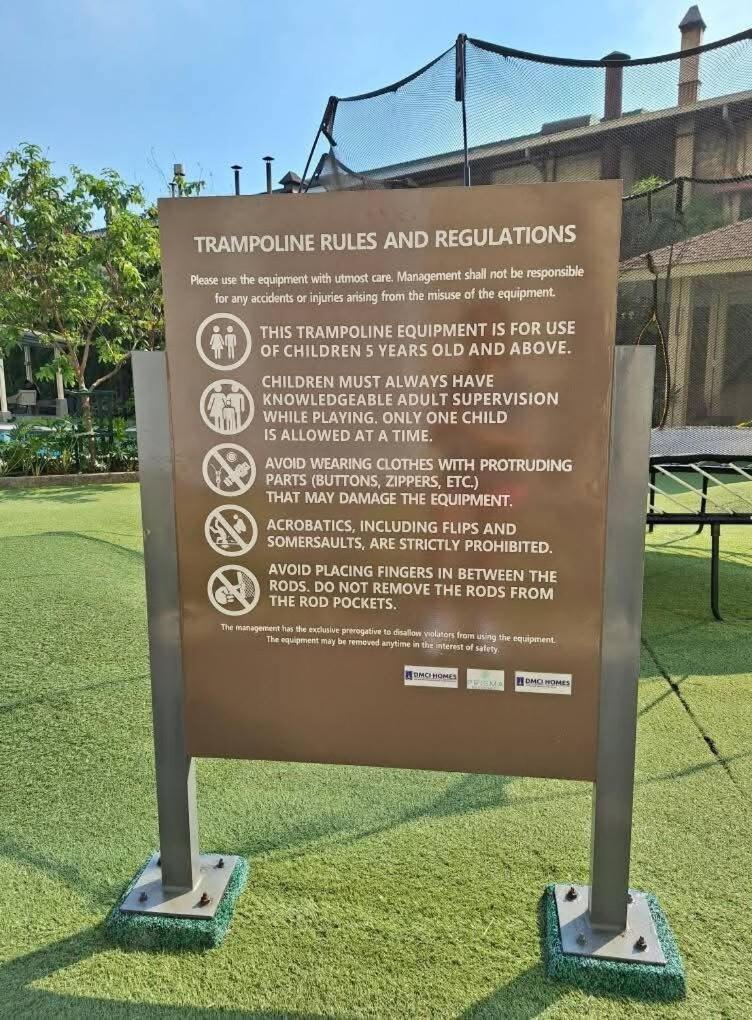 TRAMPOLINE RULES AND REGULATIONS
Please use the equipment with utmost care. Management shall not be responsible
for any accidents or injuries arising from the misuse of the equipment.
THIS TRAMPOLINE EQUIPMENT IS FOR USE
OF CHILDREN 5 YEARS OLD AND ABOVE.
CHILDREN MUST ALWAYS HAVE
KNOWLEDGEABLE ADULT SUPERVISION
WHILE PLAYING. ONLY ONE CHILD
IS ALLOWED AT A TIME.
AVOID WEARING CLOTHES WITH PROTRUDING
PARTS (BUTTONS, ZIPPERS, ETC.)
THAT MAY DAMAGE THE EQUIPMENT.
ACROBATICS, INCLUDING FLIPS AND
SOMERSAULTS, ARE STRICTLY PROHIBITED.
AVOID PLACING FINGERS IN BETWEEN THE
RODS. DO NOT REMOVE THE RODS FROM
THE ROD POCKETS.
The management has the exclusive prerogative to disallow violators from using the equipment.
The equipment may be removed anytime in the interest of safety.
DMCI HOMES PRISMA DMCI HOMES